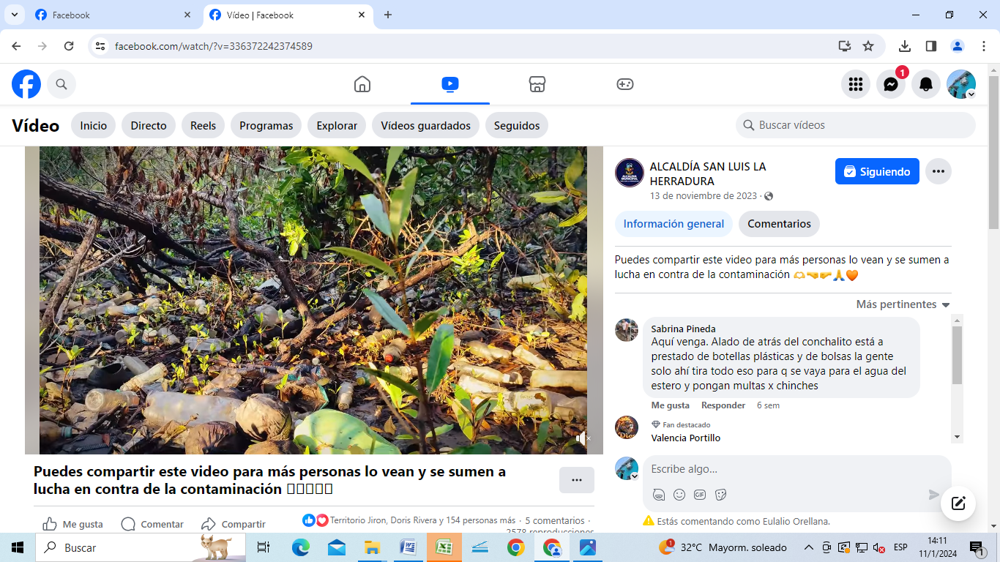 Facebook
Vídeo | Facebook
facebook.com/watch/?v=336372242374589
1
Vídeo
Inicio
Directo
Reels
Programas
Explorar
Vídeos guardados
Seguidos
Buscar vídeos
ALCALDÍA SAN LUIS LA
HERRADURA
13 de noviembre de 2023 ·
Siguiendo
Información general
Comentarios
Puedes compartir este video para más personas lo vean y se sumen a
lucha en contra de la contaminación 🫶🤜🤛🙏🧡
Más pertinentes
Sabrina Pineda
Aquí venga. Alado de atrás del conchalito está a
prestado de botellas plásticas y de bolsas la gente
solo ahí tira todo eso para q se vaya para el agua del
estero y pongan multas x chinches
Me gusta Responder 6 sem
Fan destacado
Valencia Portillo
Escribe algo...
GIF
Estás comentando como Eulalio Orellana.
Puedes compartir este video para más personas lo vean y se sumen a
lucha en contra de la contaminación
Me gusta
Comentar
Compartir
Territorio Jiron, Doris Rivera y 154 personas más · 5 comentarios ·
2578 reproducciones
Buscar
1
32°C Mayorm. soleado
ESP
14:11
11/1/2024
1